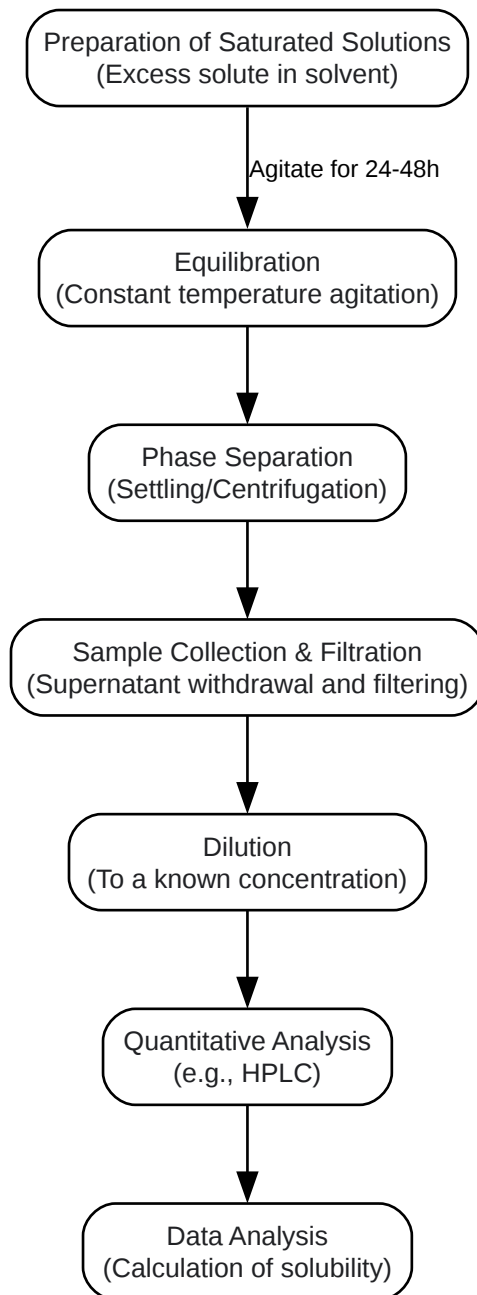 Preparation of Saturated Solutions
(Excess solute in solvent)
Agitate for 24-48h
Equilibration
(Constant temperature agitation)
Phase Separation
(Settling/Centrifugation)
Sample Collection & Filtration
(Supernatant withdrawal and filtering)
Dilution
(To a known concentration)
Quantitative Analysis
(e.g., HPLC)
Data Analysis
(Calculation of solubility)